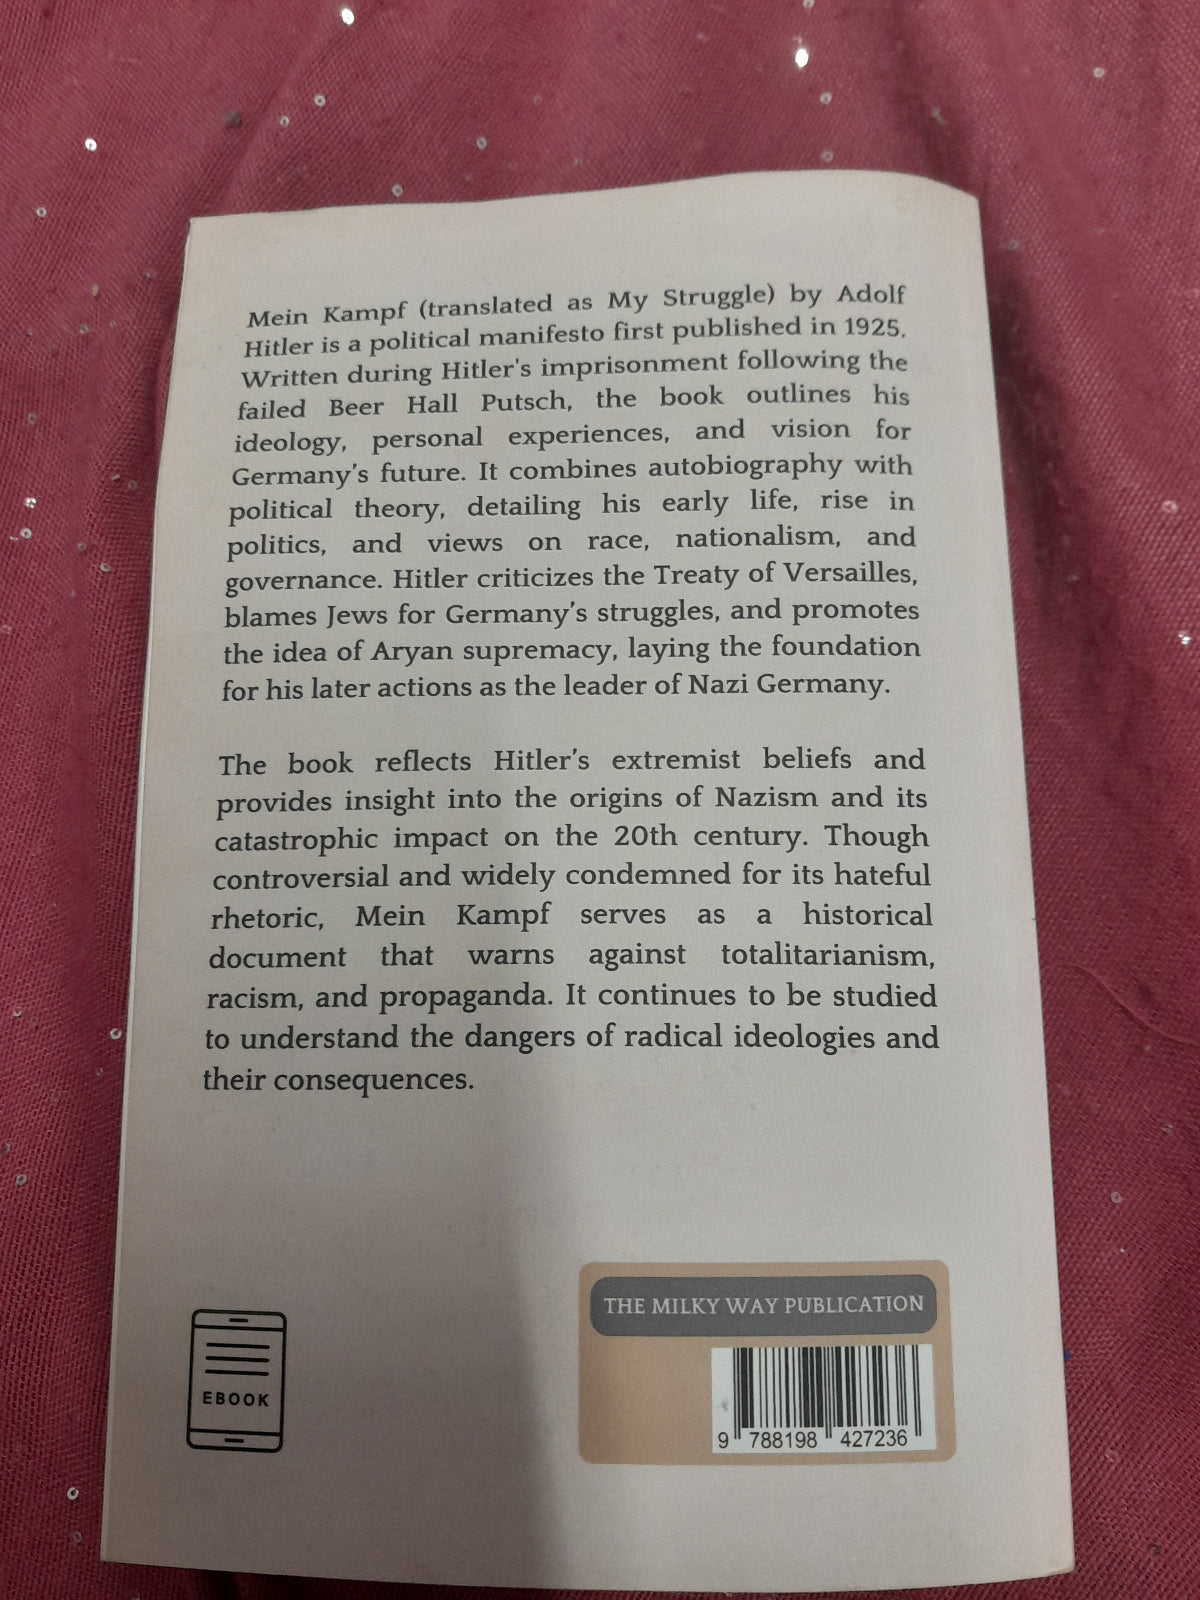 Mein Kampf (translated as My Struggle) by Adolf
Hitler is a political manifesto first published in 1925.
Written during Hitler's imprisonment following the
failed Beer Hall Putsch, the book outlines his
ideology, personal experiences, and vision for
Germany's future. It combines autobiography with
political theory, detailing his early life, rise in
politics, and views on race, nationalism, and
governance. Hitler criticizes the Treaty of Versailles,
blames Jews for Germany's struggles, and promotes
the idea of Aryan supremacy, laying the foundation
for his later actions as the leader of Nazi Germany.
The book reflects Hitler's extremist beliefs and
provides insight into the origins of Nazism and its
catastrophic impact on the 20th century. Though
controversial and widely condemned for its hateful
rhetoric, Mein Kampf serves as a historical
document that warns against totalitarianism,
racism, and propaganda. It continues to be studied
to understand the dangers of radical ideologies and
their consequences.
EBOOK
THE MILKY WAY PUBLICATION
9 788198 427236